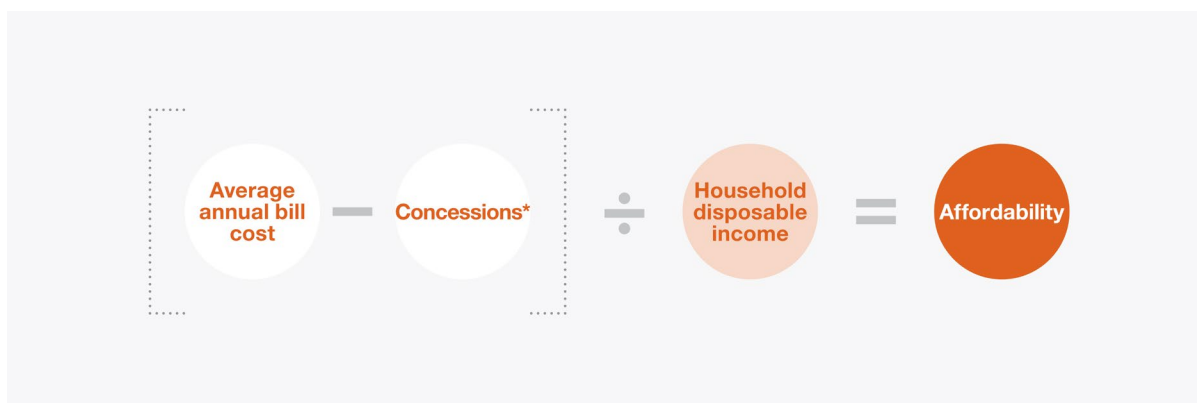 Average
annual bill
cost
Concessions*
Household
disposable
income
Affordability